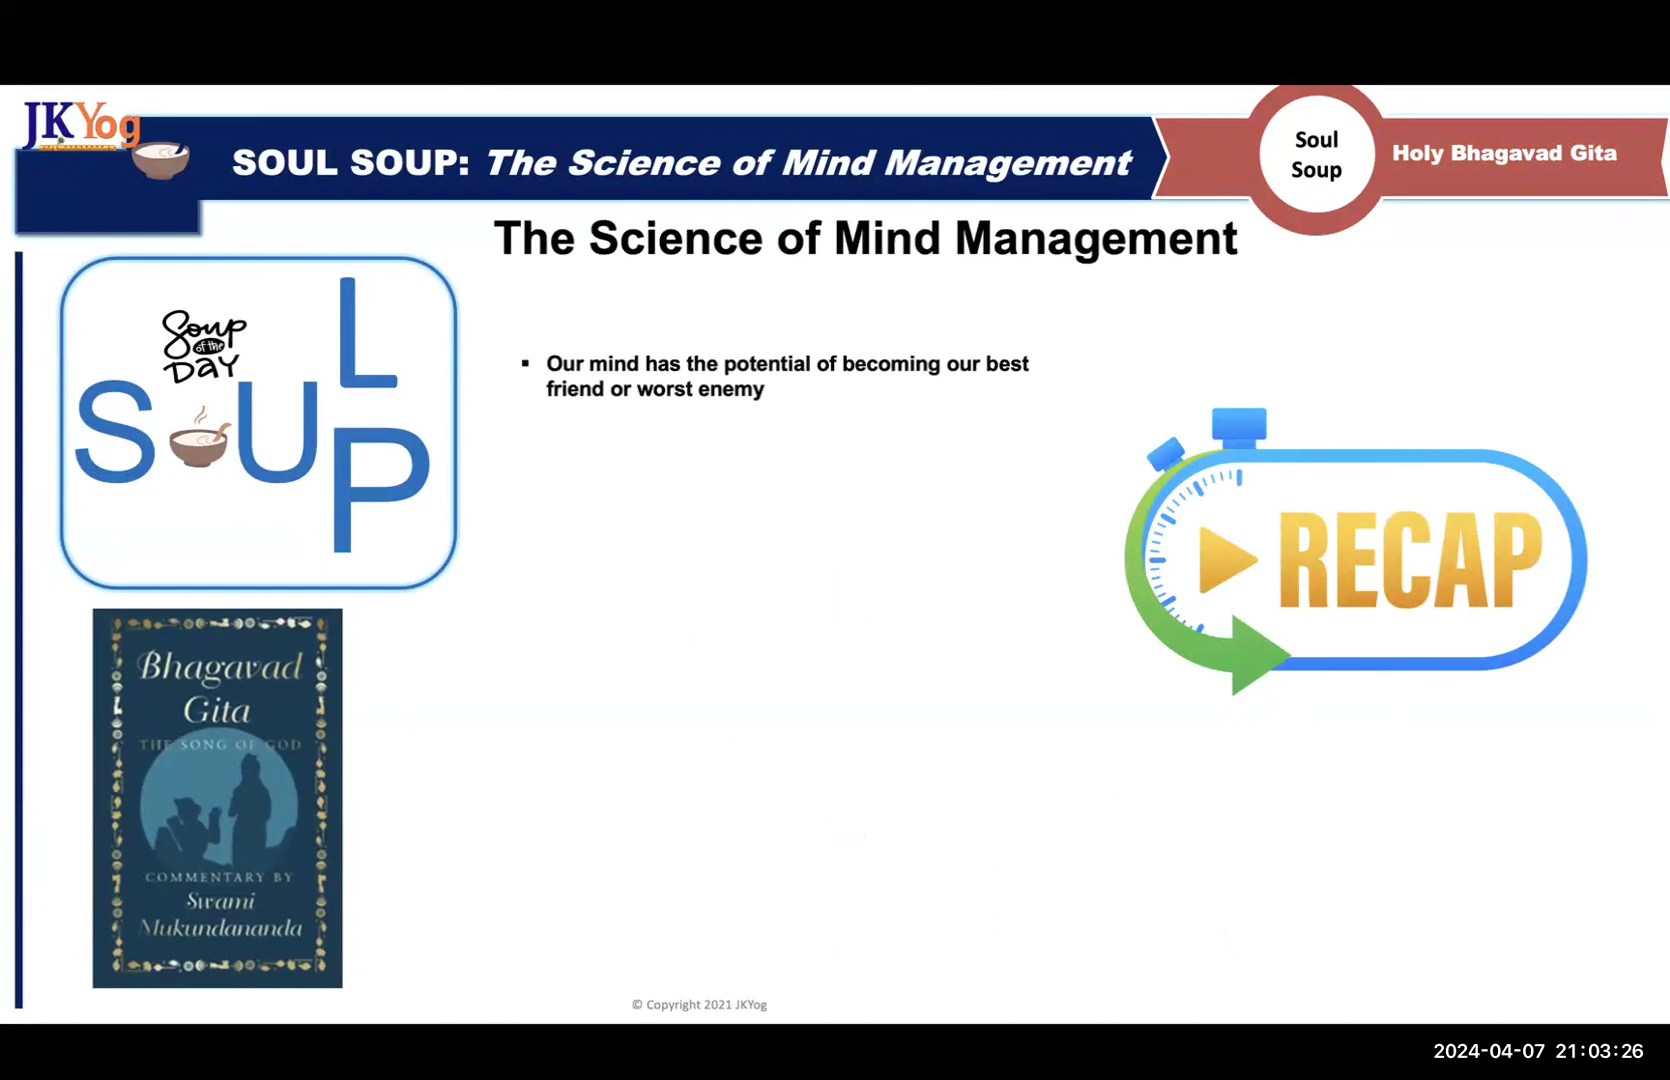 JKYog
SOUL SOUP: The Science of Mind Management
Soul
Soup
Holy Bhagavad Gita
The Science of Mind Management
Soup
of the
DAY
L
S U
P
▪ Our mind has the potential of becoming our best
friend or worst enemy
RECAP
Bhagavad
Gita
THE SONG OF GOD
COMMENTARY BY
Swami
Mukundananda
© Copyright 2021 JKYog
2024-04-07 21:03:26